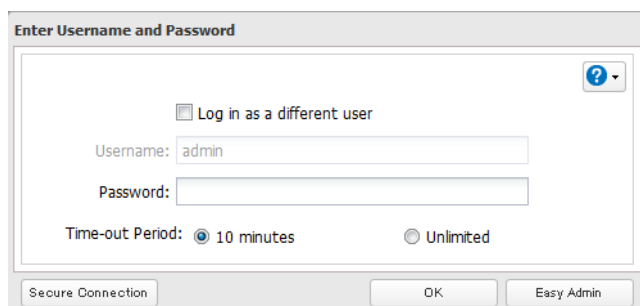 Enter Username and Password
?
Log in as a different user
Username: admin
Password:
Time-out Period: 10 minutes Unlimited
Secure Connection OK Easy Admin